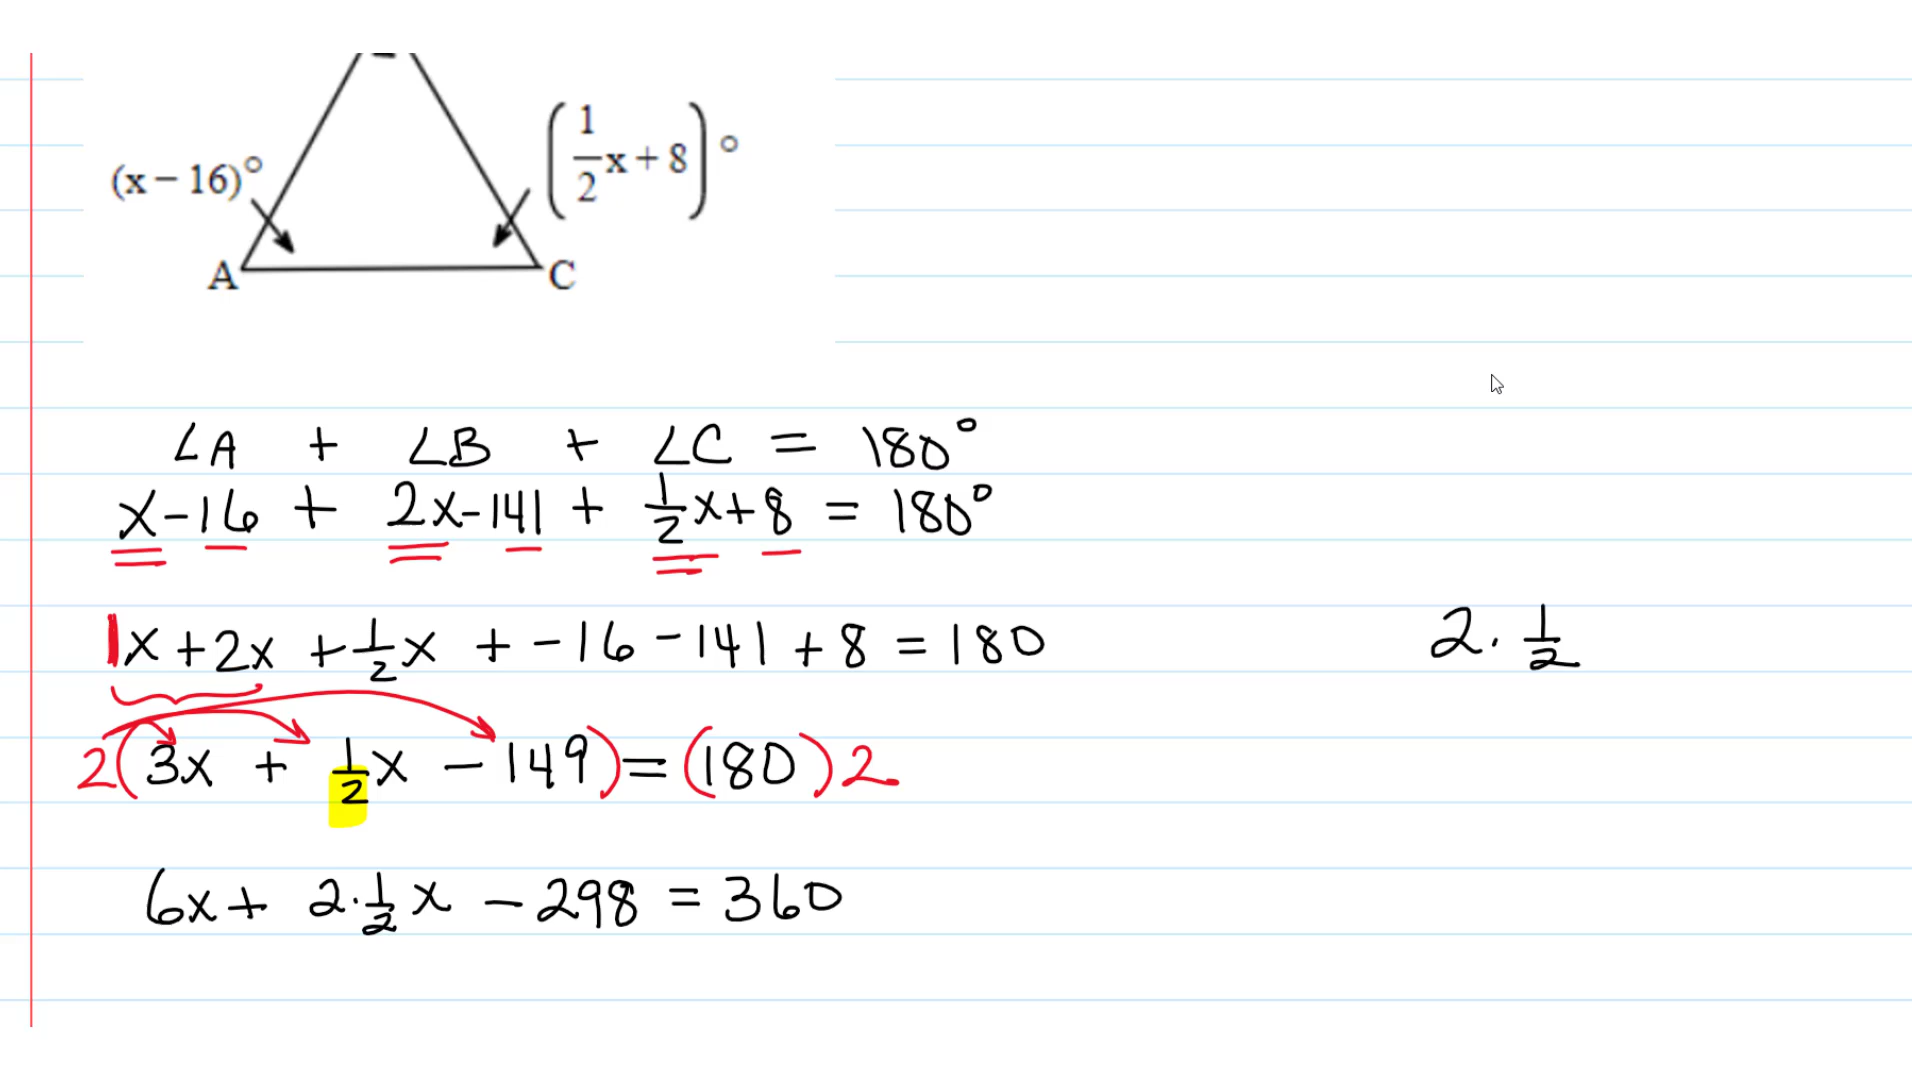 (x − 16)°
(1/2 x + 8)°
A
C
∠A + ∠B + ∠C = 180°
x - 16 + 2x - 141 + 1/2 x + 8 = 180°
1x + 2x + 1/2 x + -16 - 141 + 8 = 180
2 · 1/2
2(3x + 1/2 x - 149) = (180)2
6x + 2 · 1/2 x - 298 = 360